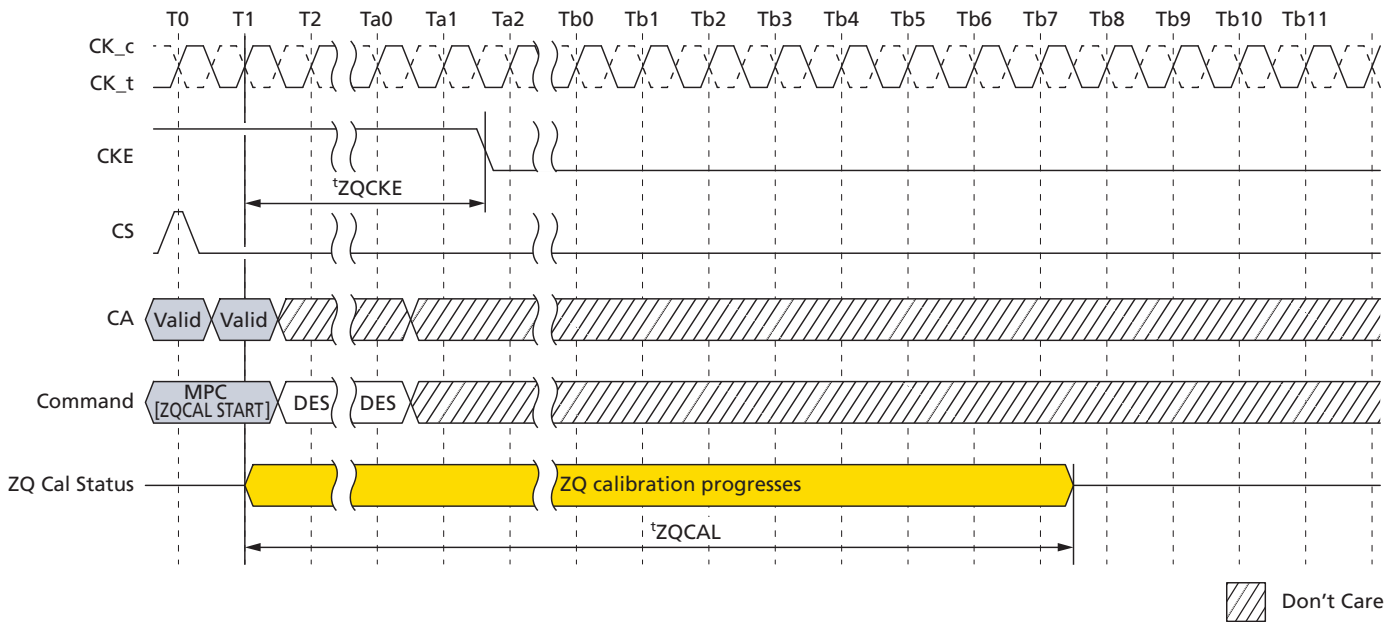 T0 T1 T2 Ta0 Ta1 Ta2 Tb0 Tb1 Tb2 Tb3 Tb4 Tb5 Tb6 Tb7 Tb8 Tb9 Tb10 Tb11
CK_c
CK_t
CKE
tZQCKE
CS
CA Valid Valid
Command MPC [ZQCAL START] DES DES
ZQ Cal Status ZQ calibration progresses
tZQCAL
Don't Care